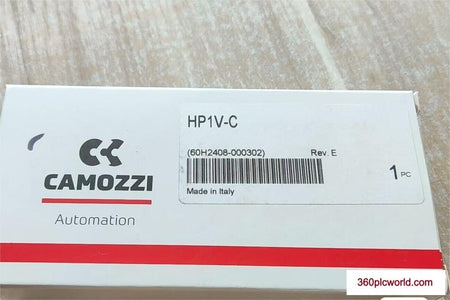 HP1V-C
(60H2408-000302) Rev. E
Made in Italy
1 PC
CAMOZZI
Automation
360plcworld.com